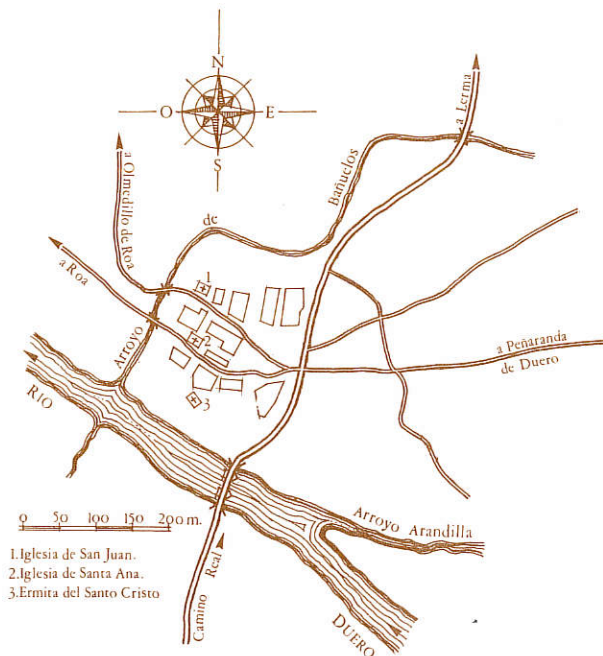 N
O
E
S
a Lerma
a Olmedillo de Roa
Bañuelos
de
a Roa
1
Arroyo
2
a Peñaranda
de Duero
RIO
3
0 50 100 150 200 m.
Arroyo Arandilla
1. Iglesia de San Juan.
2. Iglesia de Santa Ana.
3. Ermita del Santo Cristo
Camino Real
DUERO